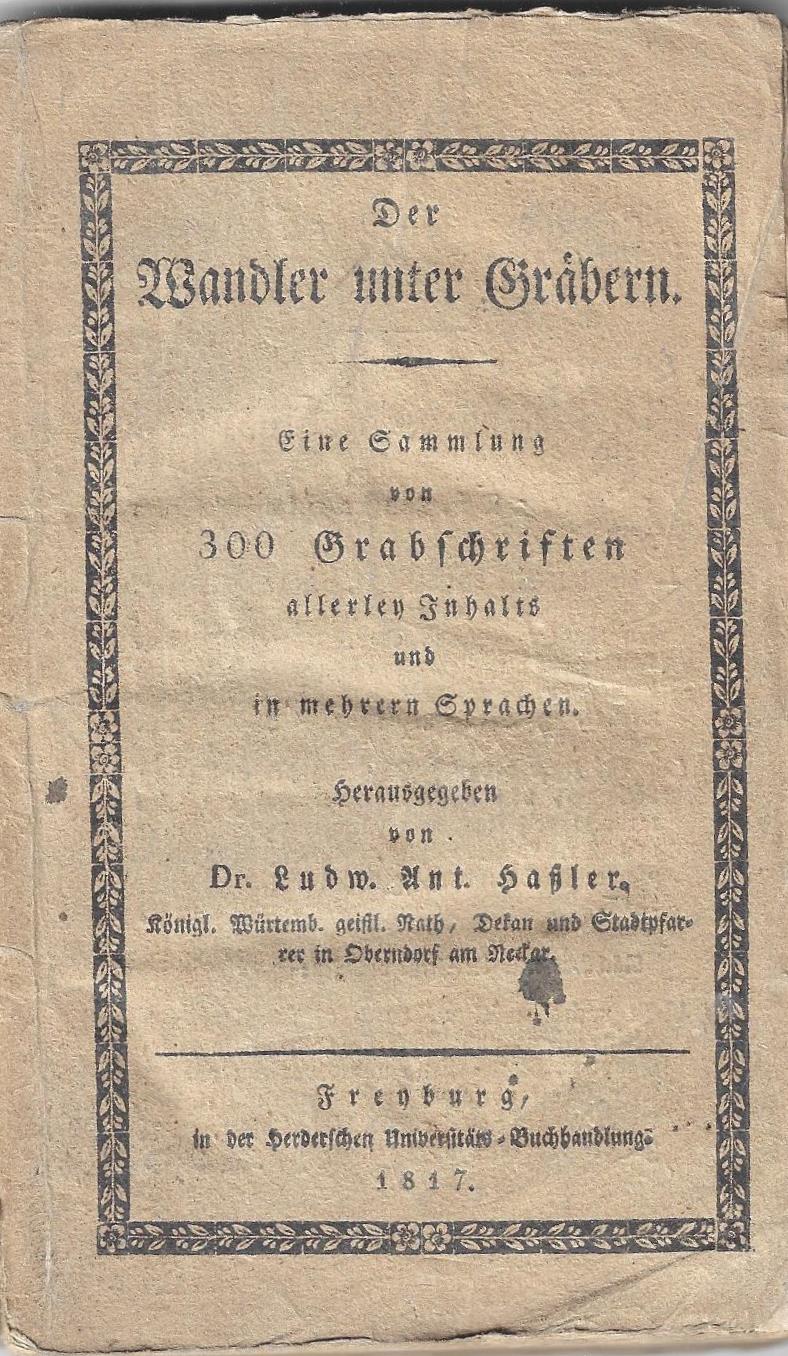 Der
Wandler unter Gräbern.
Eine Sammlung
von
300 Grabschriften
allerley Inhalts
und
in mehrern Sprachen.
Herausgegeben
von
Dr. Ludw. Ant. Haßler,
Königl. Würtemb. geistl. Rath, Dekan und Stadtpfar-
rer in Oberndorf am Neckar.
Freyburg,
in der Herderschen Universitäts-Buchhandlung.
1817.